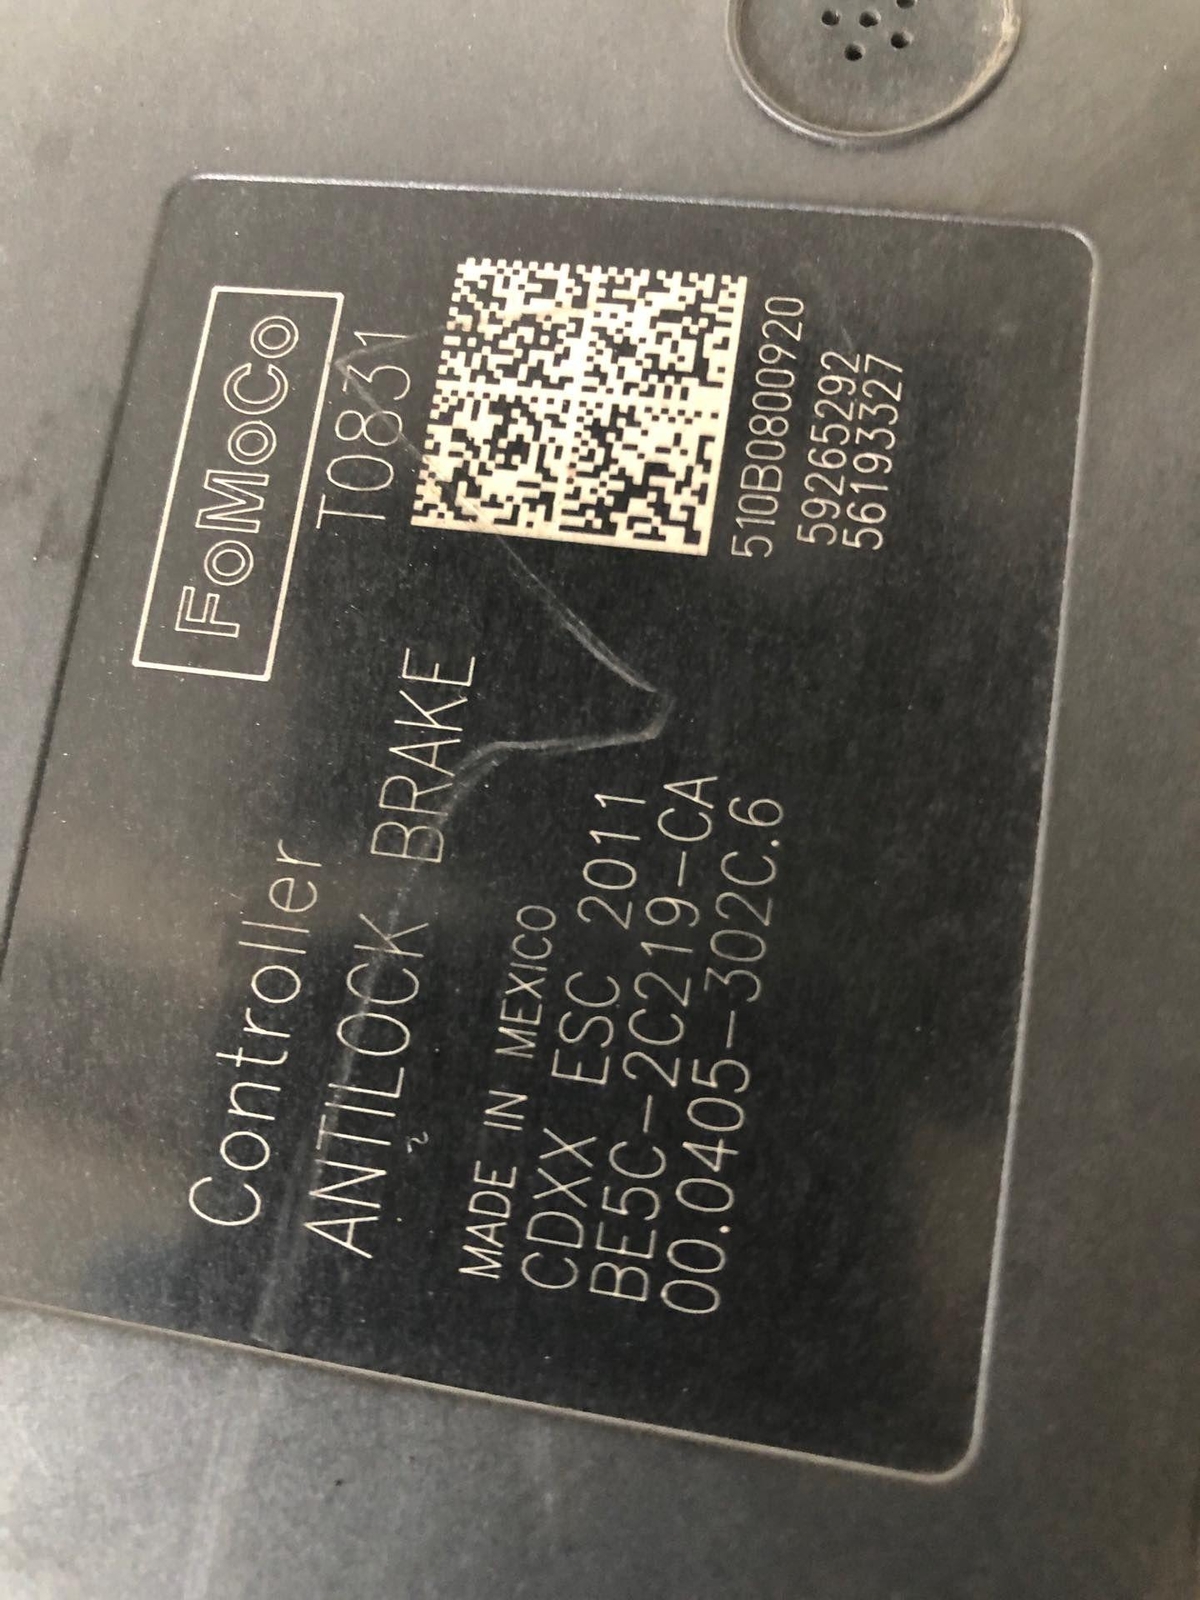 FoMoCo
Controller
T0831
ANTILOCK BRAKE
MADE IN MEXICO
CDXX ESC 2011
BE5C-2C219-CA
00.0405-302C.6
510B0800920
59265292
56193327